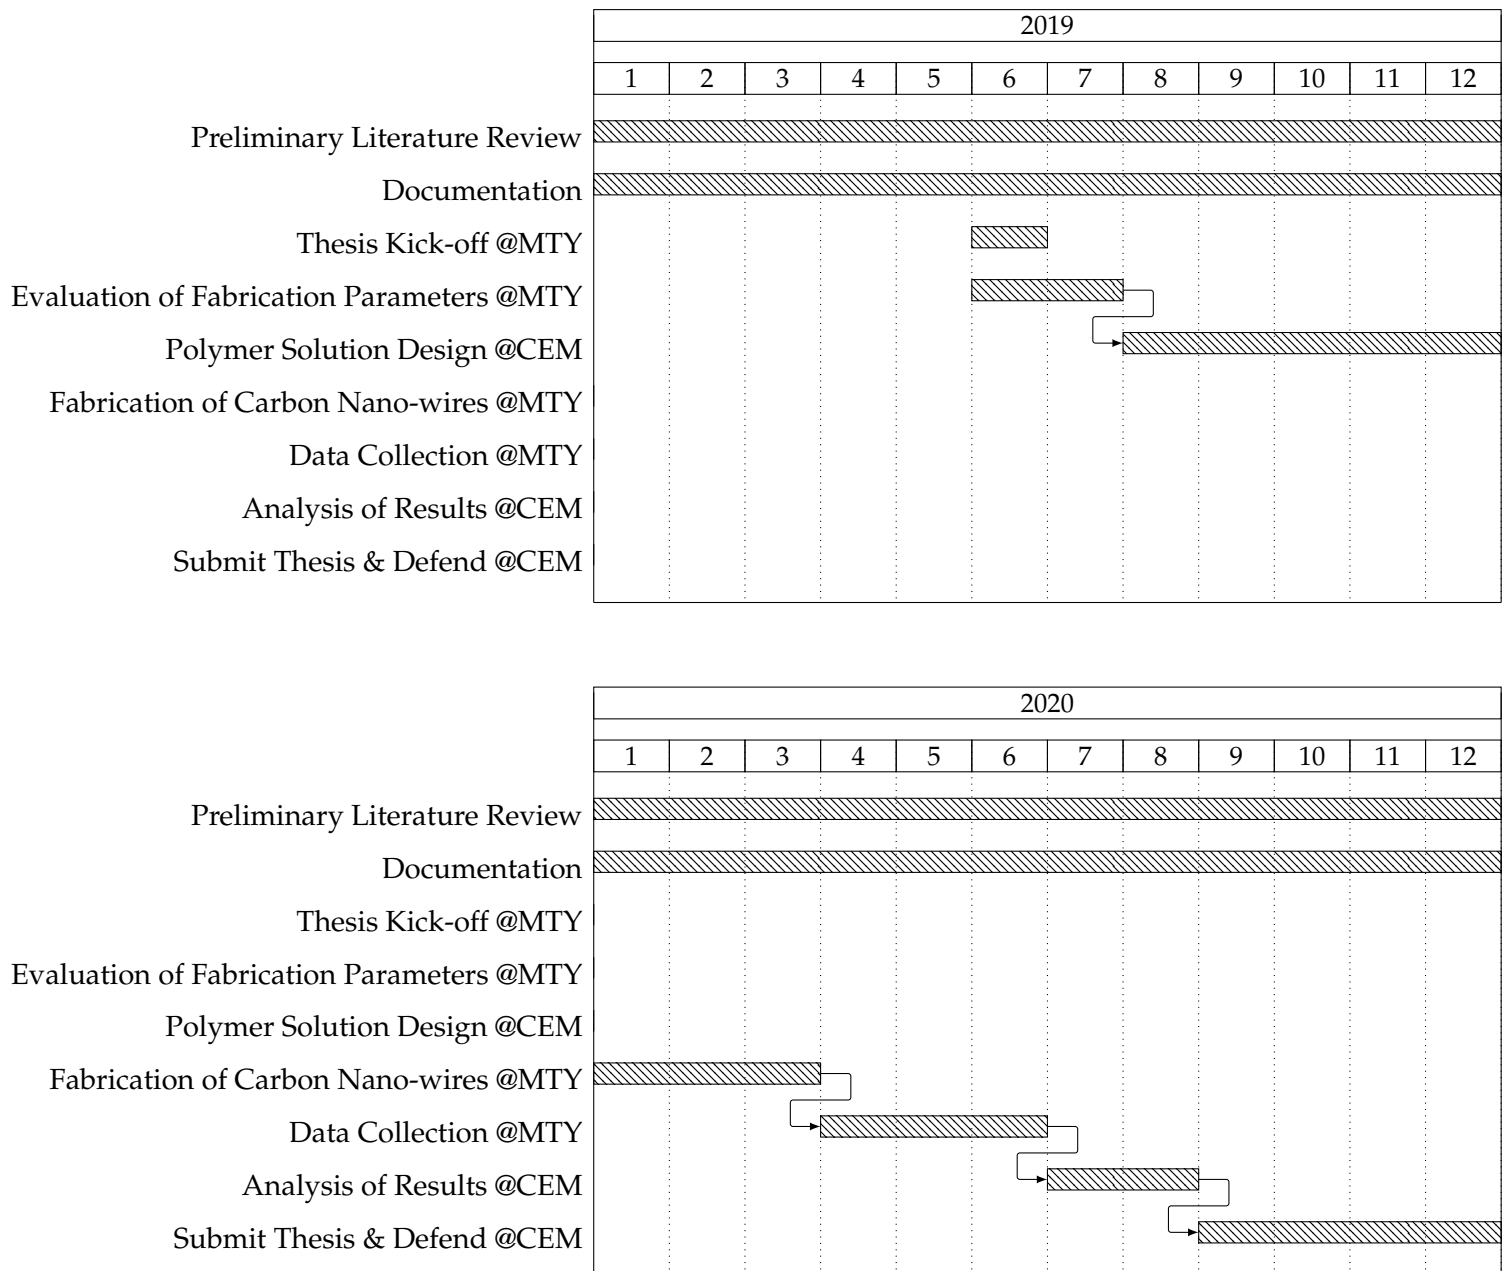 2019
1 2 3 4 5 6 7 8 9 10 11 12
Preliminary Literature Review
Documentation
Thesis Kick-off @MTY
Evaluation of Fabrication Parameters @MTY
Polymer Solution Design @CEM
Fabrication of Carbon Nano-wires @MTY
Data Collection @MTY
Analysis of Results @CEM
Submit Thesis & Defend @CEM
2020
1 2 3 4 5 6 7 8 9 10 11 12
Preliminary Literature Review
Documentation
Thesis Kick-off @MTY
Evaluation of Fabrication Parameters @MTY
Polymer Solution Design @CEM
Fabrication of Carbon Nano-wires @MTY
Data Collection @MTY
Analysis of Results @CEM
Submit Thesis & Defend @CEM